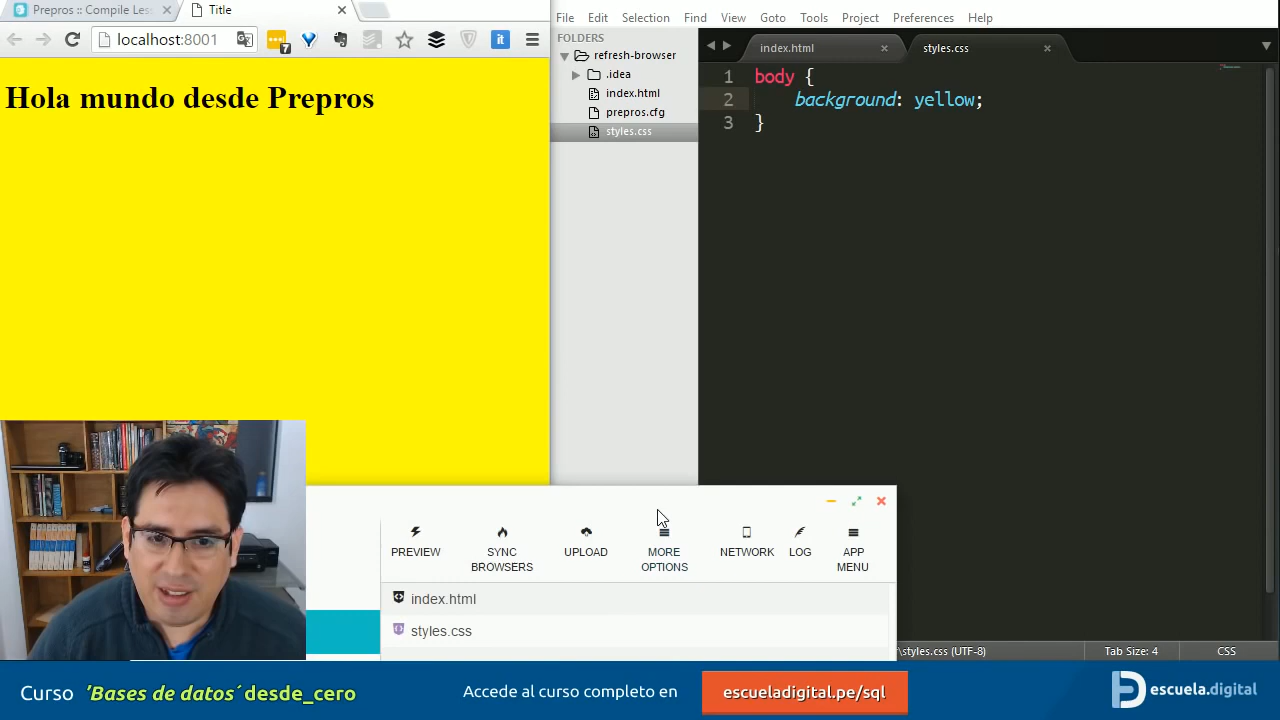 Prepros :: Compile Les
Title
localhost:8001
7
it
Hola mundo desde Prepros
File Edit Selection Find View Goto Tools Project Preferences Help
FOLDERS
refresh-browser
.idea
index.html
prepros.cfg
styles.css
index.html
styles.css
1 body {
2 background: yellow;
3 }
PREVIEW
SYNC
BROWSERS
UPLOAD
MORE
OPTIONS
NETWORK
LOG
APP
MENU
index.html
styles.css
\styles.css (UTF-8)
Tab Size: 4
CSS
Curso 'Bases de datos´ desde_cero
Accede al curso completo en
escueladigital.pe/sql
escuela.digital